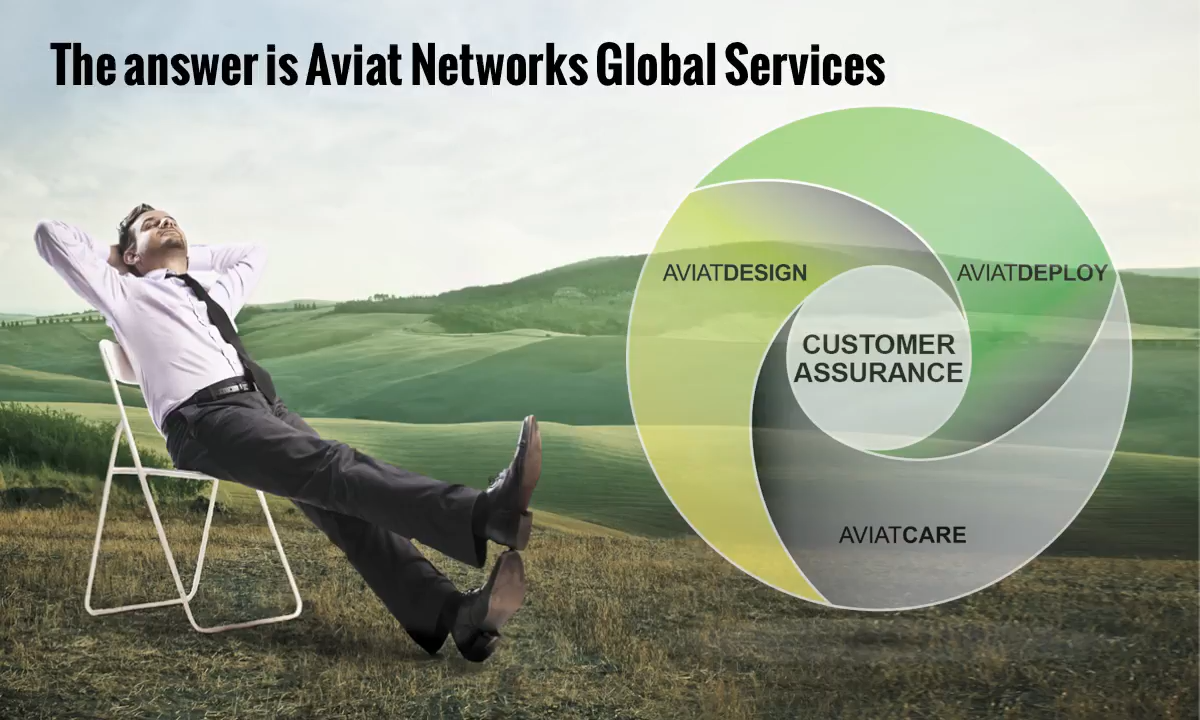 The answer is Aviat Networks Global Services
AVIATDESIGN
AVIATDEPLOY
CUSTOMER
ASSURANCE
AVIATCARE